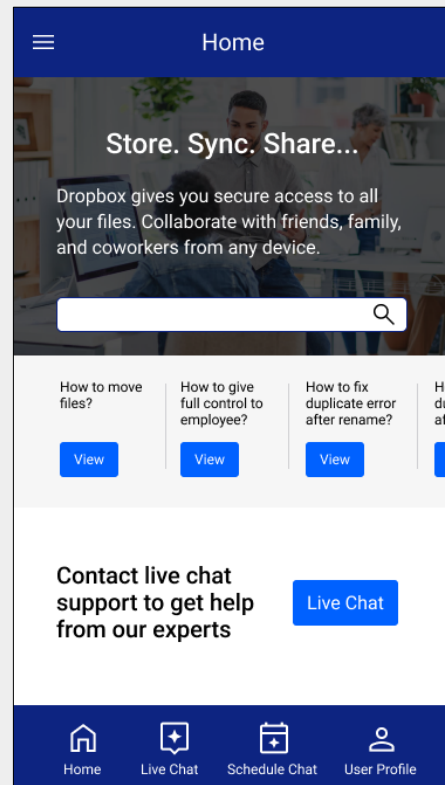 Home
Store. Sync. Share...
Dropbox gives you secure access to all
your files. Collaborate with friends, family,
and coworkers from any device.
How to move
files?
View
How to give
full control to
employee?
View
How to fix
duplicate error
after rename?
View
Contact live chat
support to get help
from our experts
Live Chat
Home
Live Chat
Schedule Chat
User Profile